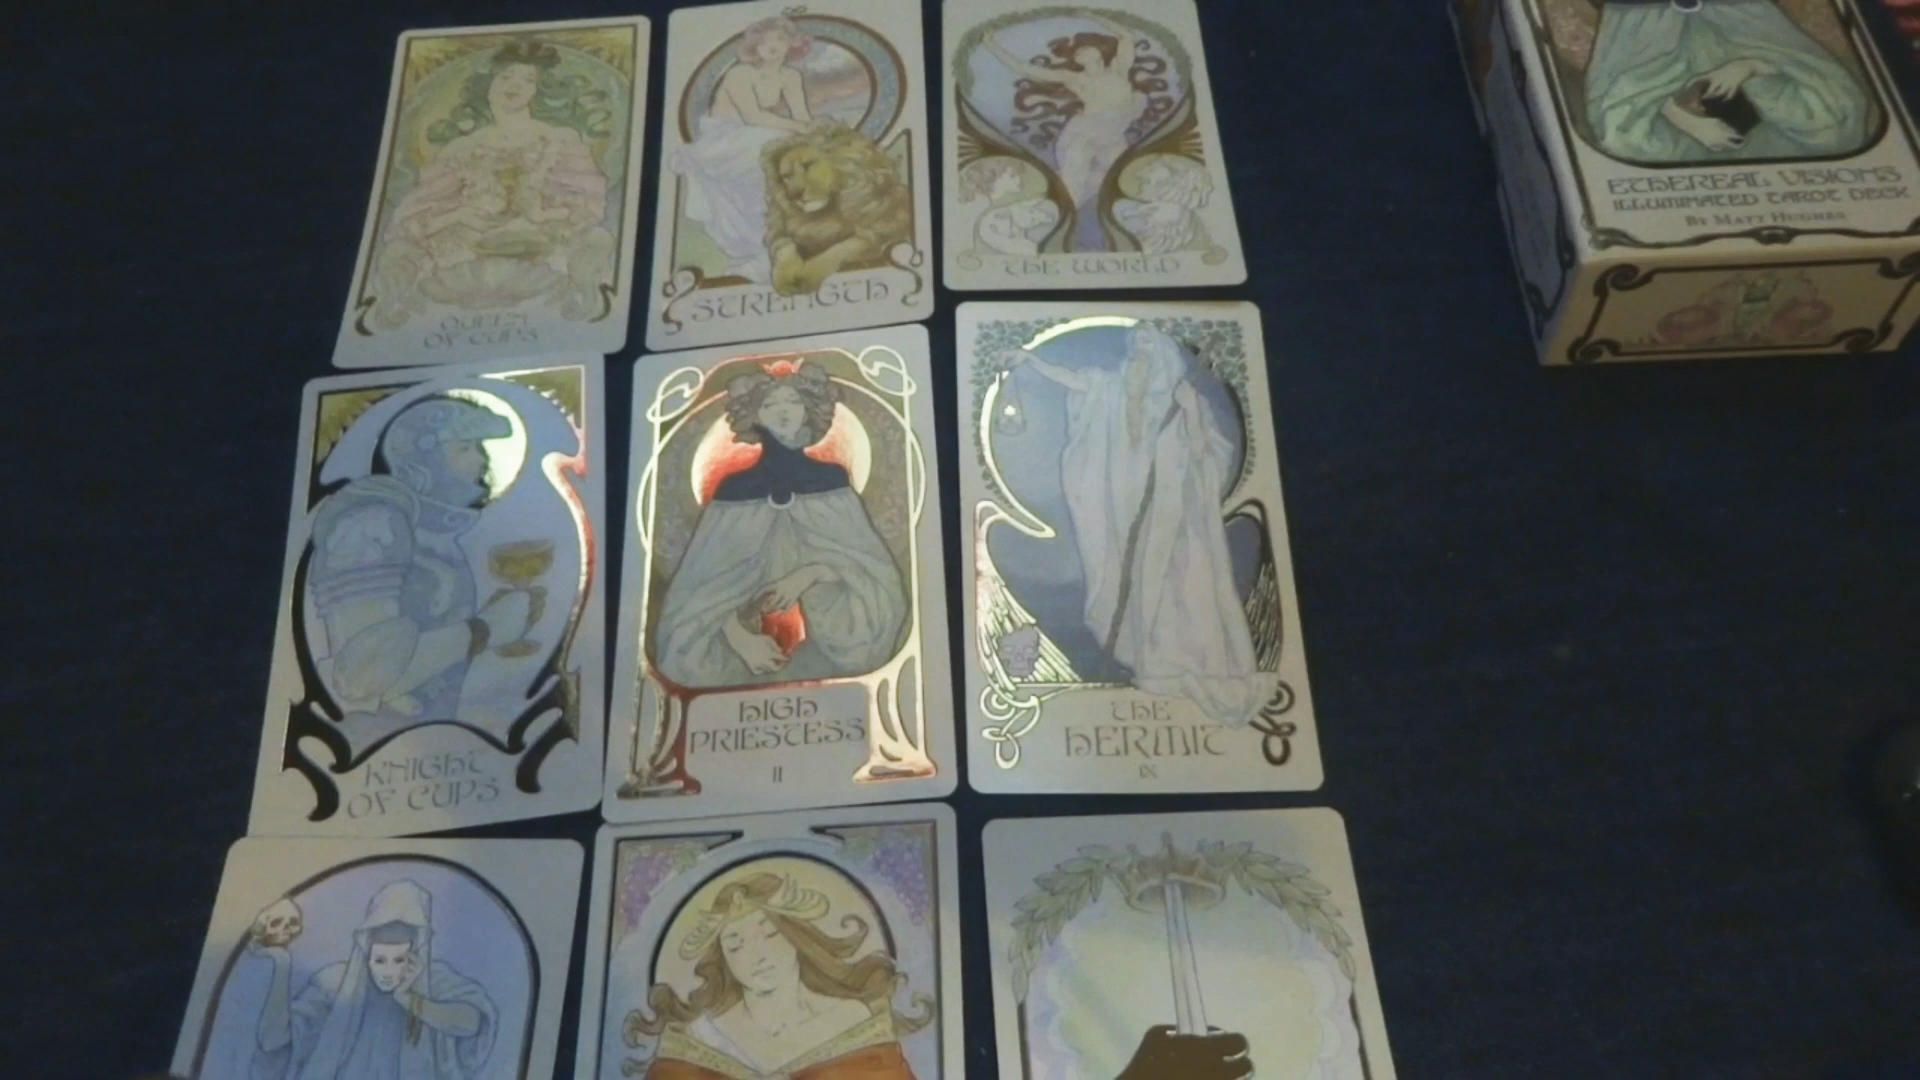 QUEEN
OF CUPS
STRENGTH
THE WORLD
ETHEREAL VISIONS
ILLUMINATED TAROT DECK
BY MATT HUGHES
KNIGHT
OF CUPS
HIGH
PRIESTESS
II
THE
HERMIT
IX